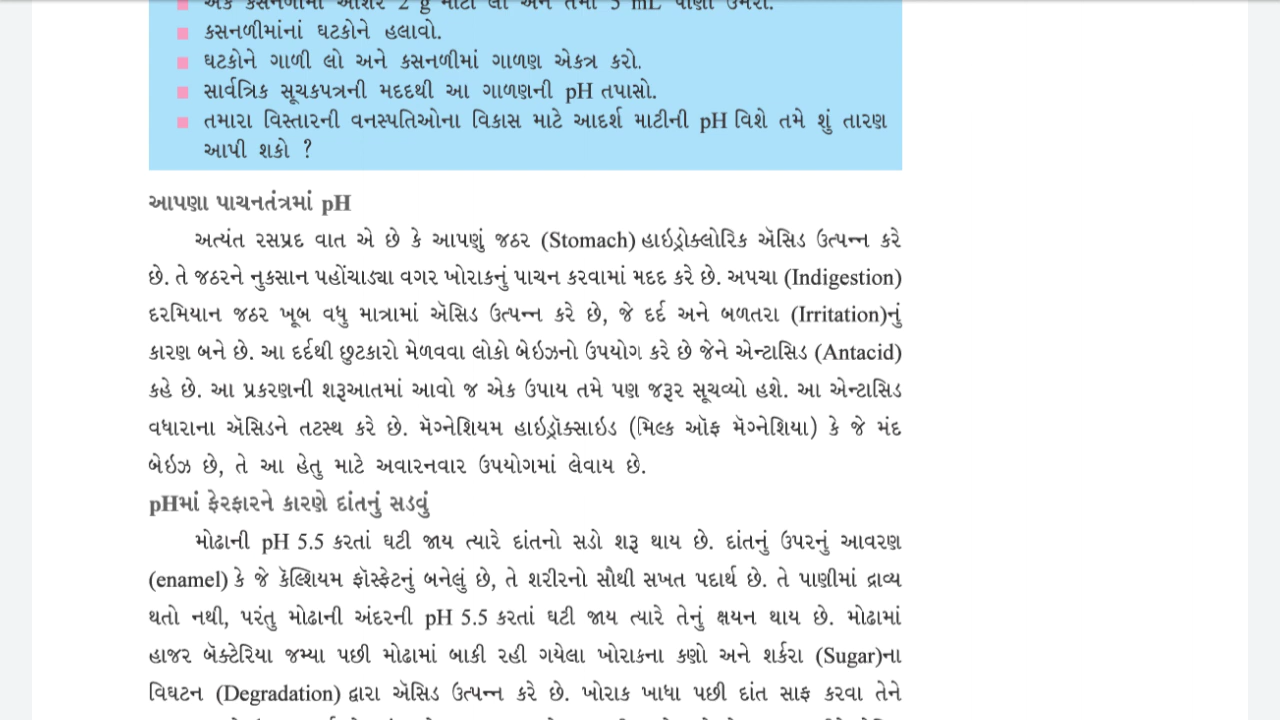 એક કસનળીમાં આશરે 2 g માટી લો અને તેમાં 5 mL પાણી ઉમેરો.
કસનળીમાંનાં ઘટકોને હલાવો.
ઘટકોને ગાળી લો અને કસનળીમાં ગાળણ એકત્ર કરો.
સાર્વત્રિક સૂચકપત્રની મદદથી આ ગાળણની pH તપાસો.
તમારા વિસ્તારની વનસ્પતિઓના વિકાસ માટે આદર્શ માટીની pH વિશે તમે શું તારણ
આપી શકો ?
આપણા પાચનતંત્રમાં pH
અત્યંત રસપ્રદ વાત એ છે કે આપણું જઠર (Stomach) હાઇડ્રોક્લોરિક ઍસિડ ઉત્પન્ન કરે
છે. તે જઠરને નુકસાન પહોંચાડ્યા વગર ખોરાકનું પાચન કરવામાં મદદ કરે છે. અપચા (Indigestion)
દરમિયાન જઠર ખૂબ વધુ માત્રામાં ઍસિડ ઉત્પન્ન કરે છે, જે દર્દ અને બળતરા (Irritation)નું
કારણ બને છે. આ દર્દથી છુટકારો મેળવવા લોકો બેઇઝનો ઉપયોગ કરે છે જેને એન્ટાસિડ (Antacid)
કહે છે. આ પ્રકરણની શરૂઆતમાં આવો જ એક ઉપાય તમે પણ જરૂર સૂચવ્યો હશે. આ એન્ટાસિડ
વધારાના ઍસિડને તટસ્થ કરે છે. મૅગ્નેશિયમ હાઇડ્રૉક્સાઇડ (મિલ્ક ઑફ મૅગ્નેશિયા) કે જે મંદ
બેઇઝ છે, તે આ હેતુ માટે અવારનવાર ઉપયોગમાં લેવાય છે.
pHમાં ફેરફારને કારણે દાંતનું સડવું
મોઢાની pH 5.5 કરતાં ઘટી જાય ત્યારે દાંતનો સડો શરૂ થાય છે. દાંતનું ઉપરનું આવરણ
(enamel) કે જે કૅલ્શિયમ ફૉસ્ફેટનું બનેલું છે, તે શરીરનો સૌથી સખત પદાર્થ છે. તે પાણીમાં દ્રાવ્ય
થતો નથી, પરંતુ મોઢાની અંદરની pH 5.5 કરતાં ઘટી જાય ત્યારે તેનું ક્ષયન થાય છે. મોઢામાં
હાજર બૅક્ટેરિયા જમ્યા પછી મોઢામાં બાકી રહી ગયેલા ખોરાકના કણો અને શર્કરા (Sugar)ના
વિઘટન (Degradation) દ્વારા ઍસિડ ઉત્પન્ન કરે છે. ખોરાક ખાધા પછી દાંત સાફ કરવા તેને